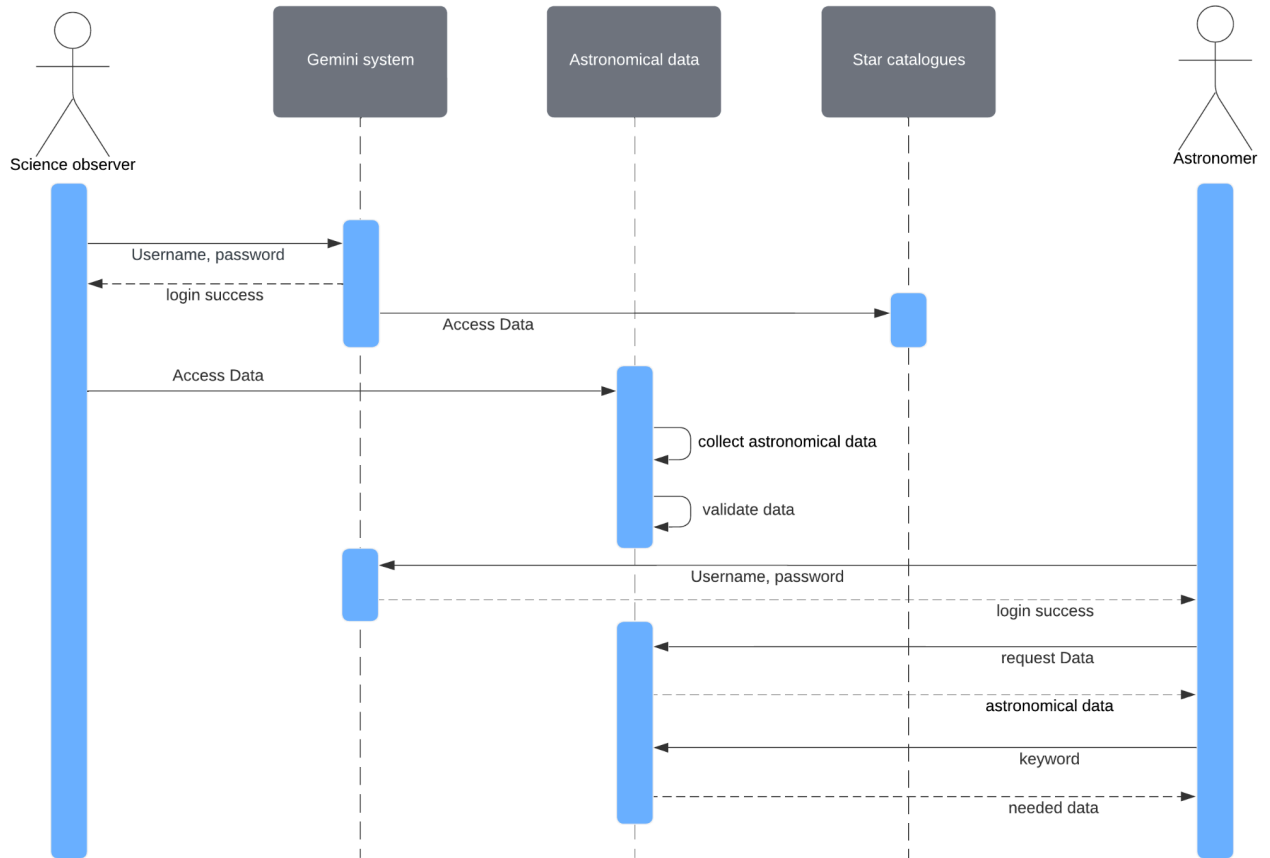 Gemini system
Astronomical data
Star catalogues
Science observer
Astronomer
Username, password
login success
Access Data
Access Data
collect astronomical data
validate data
Username, password
login success
request Data
astronomical data
keyword
needed data